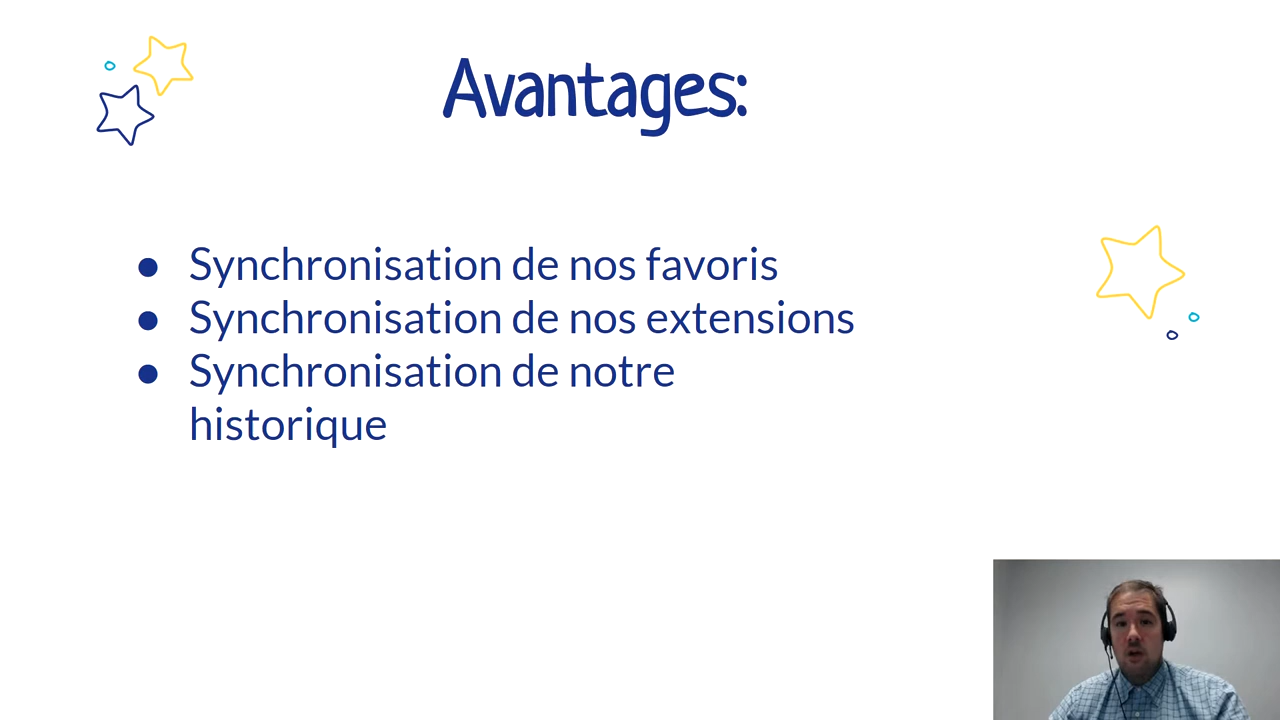 Avantages:
● Synchronisation de nos favoris
● Synchronisation de nos extensions
● Synchronisation de notre
historique